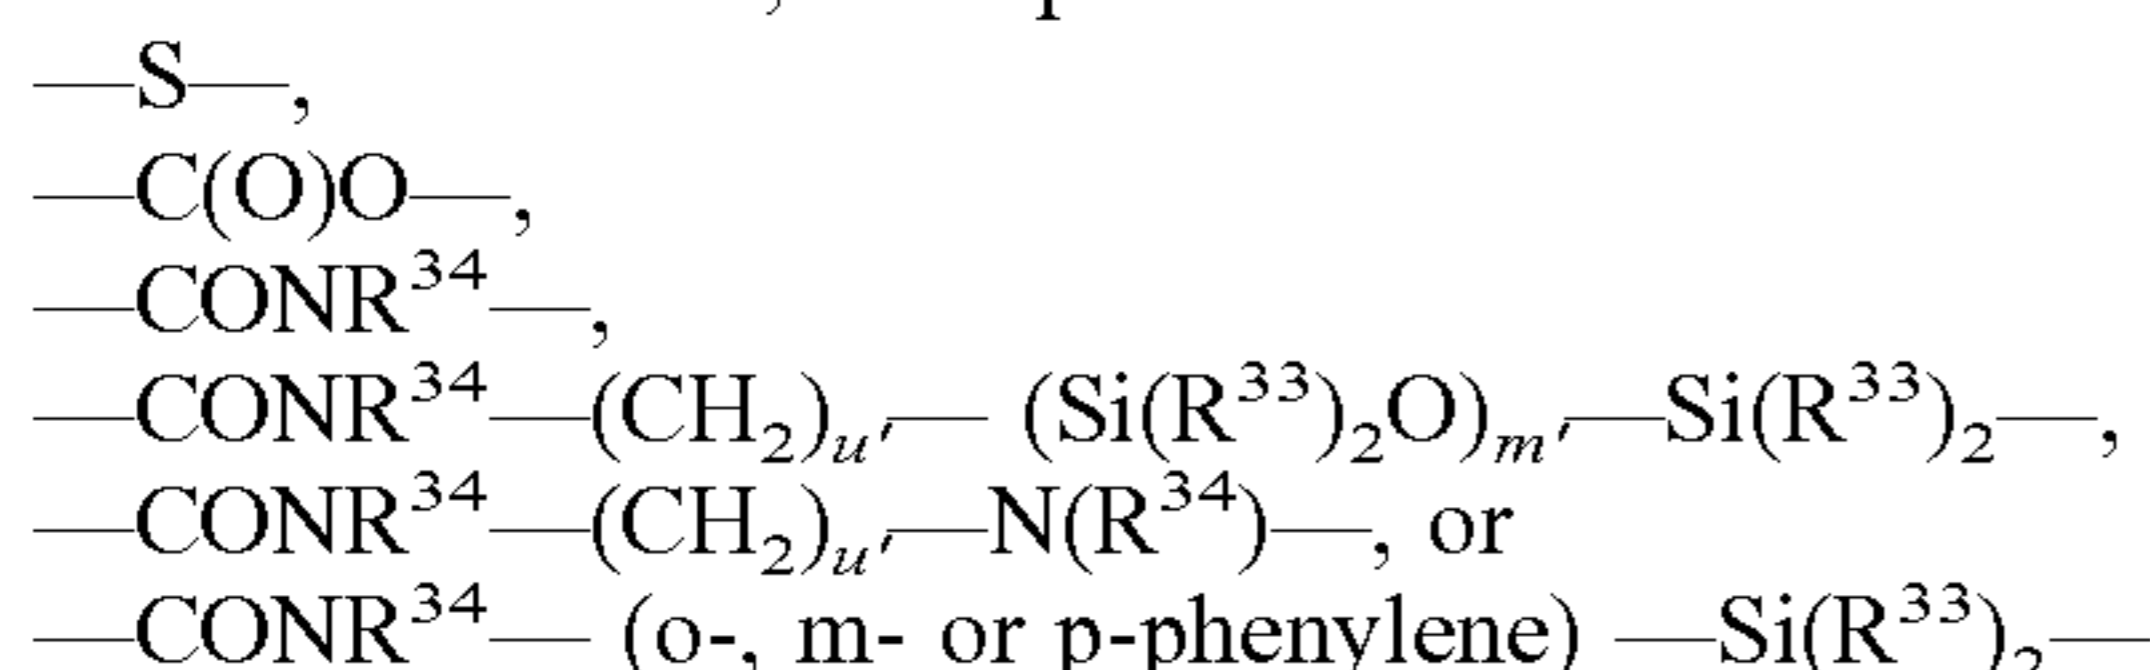 —S—,
—C(O)O—,
—CONR³⁴—,
—CONR³⁴—(CH₂)ᵤ′— (Si(R³³)₂O)ₘ′—Si(R³³)₂—,
—CONR³⁴—(CH₂)ᵤ′—N(R³⁴)—, or
—CONR³⁴— (o-, m- or p-phenylene) —Si(R³³)₂—